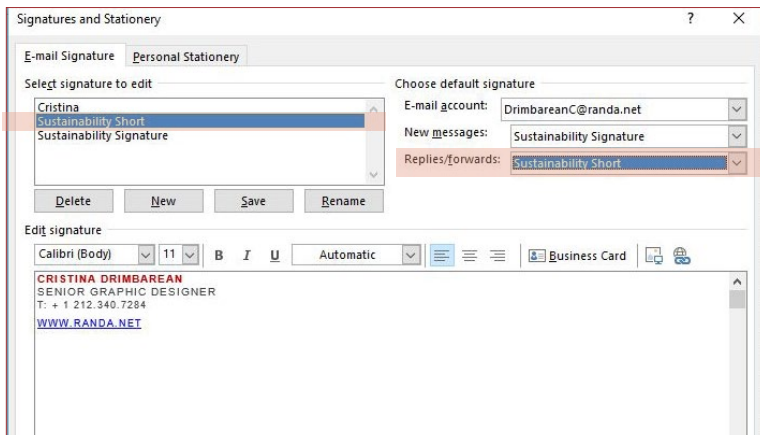 Signatures and Stationery ? X
E-mail Signature Personal Stationery
Select signature to edit
Cristina
Sustainability Short
Sustainability Signature
Delete New Save Rename
Choose default signature
E-mail account: DrimbareanC@randa.net
New messages: Sustainability Signature
Replies/forwards: Sustainability Short
Edit signature
Calibri (Body) 11 B I U Automatic Business Card
CRISTINA DRIMBAREAN
SENIOR GRAPHIC DESIGNER
T: + 1 212.340.7284
WWW.RANDA.NET